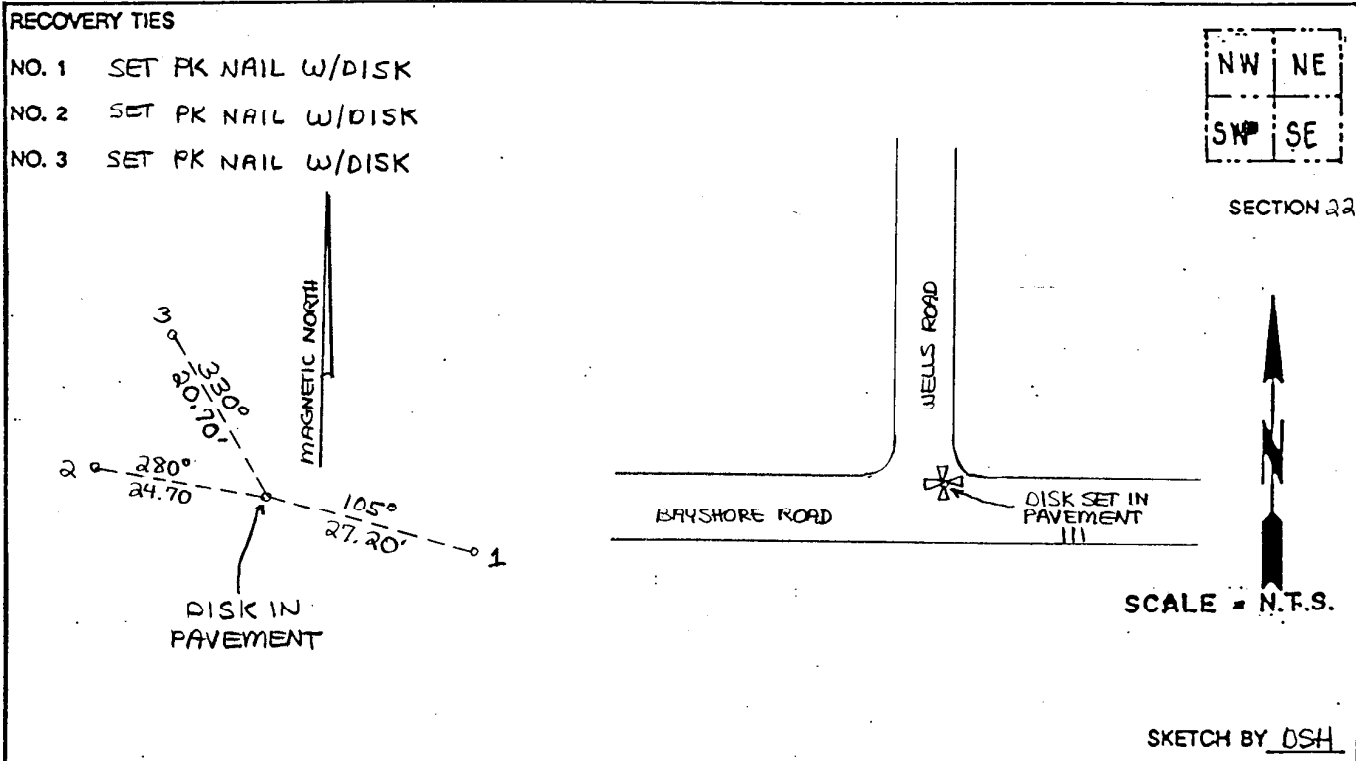 RECOVERY TIES
NO. 1 SET PK NAIL W/DISK
NO. 2 SET PK NAIL W/DISK
NO. 3 SET PK NAIL W/DISK
NW NE
SW SE
SECTION 22
MAGNETIC NORTH
3
330°
20.70'
2
280°
24.70
105°
27.20'
1
DISK IN
PAVEMENT
WELLS ROAD
BAYSHORE ROAD
DISK SET IN
PAVEMENT
N
SCALE = N.T.S.
SKETCH BY DSH